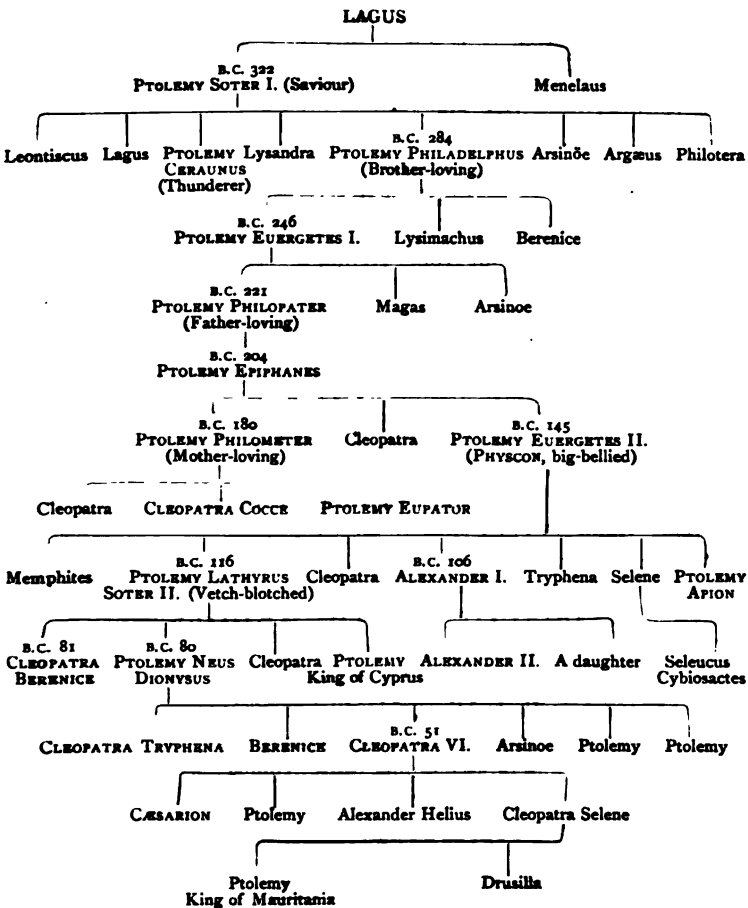 LAGUS
B.C. 322
PTOLEMY SOTER I. (Saviour) Menelaus
B.C. 284
Leontiscus Lagus PTOLEMY Lysandra PTOLEMY PHILADELPHUS Arsinŏe Argæus Philotera
CERAUNUS (Brother-loving)
(Thunderer)
B.C. 246
PTOLEMY EUERGETES I. Lysimachus Berenice
B.C. 221
PTOLEMY PHILOPATER Magas Arsinoe
(Father-loving)
B.C. 204
PTOLEMY EPIPHANES
B.C. 180 B.C. 145
PTOLEMY PHILOMETER Cleopatra PTOLEMY EUERGETES II.
(Mother-loving) (PHYSCON, big-bellied)
Cleopatra CLEOPATRA COCCE PTOLEMY EUPATOR
B.C. 116 B.C. 106
Memphites PTOLEMY LATHYRUS Cleopatra ALEXANDER I. Tryphena Selene PTOLEMY
SOTER II. (Vetch-blotched) APION
B.C. 81 B.C. 80
CLEOPATRA PTOLEMY NEUS Cleopatra PTOLEMY ALEXANDER II. A daughter Seleucus
BERENICE DIONYSUS King of Cyprus Cybiosactes
B.C. 51
CLEOPATRA TRYPHENA BERENICE CLEOPATRA VI. Arsinoe Ptolemy Ptolemy
CÆSARION Ptolemy Alexander Helius Cleopatra Selene
Ptolemy Drusilla
King of Mauritania